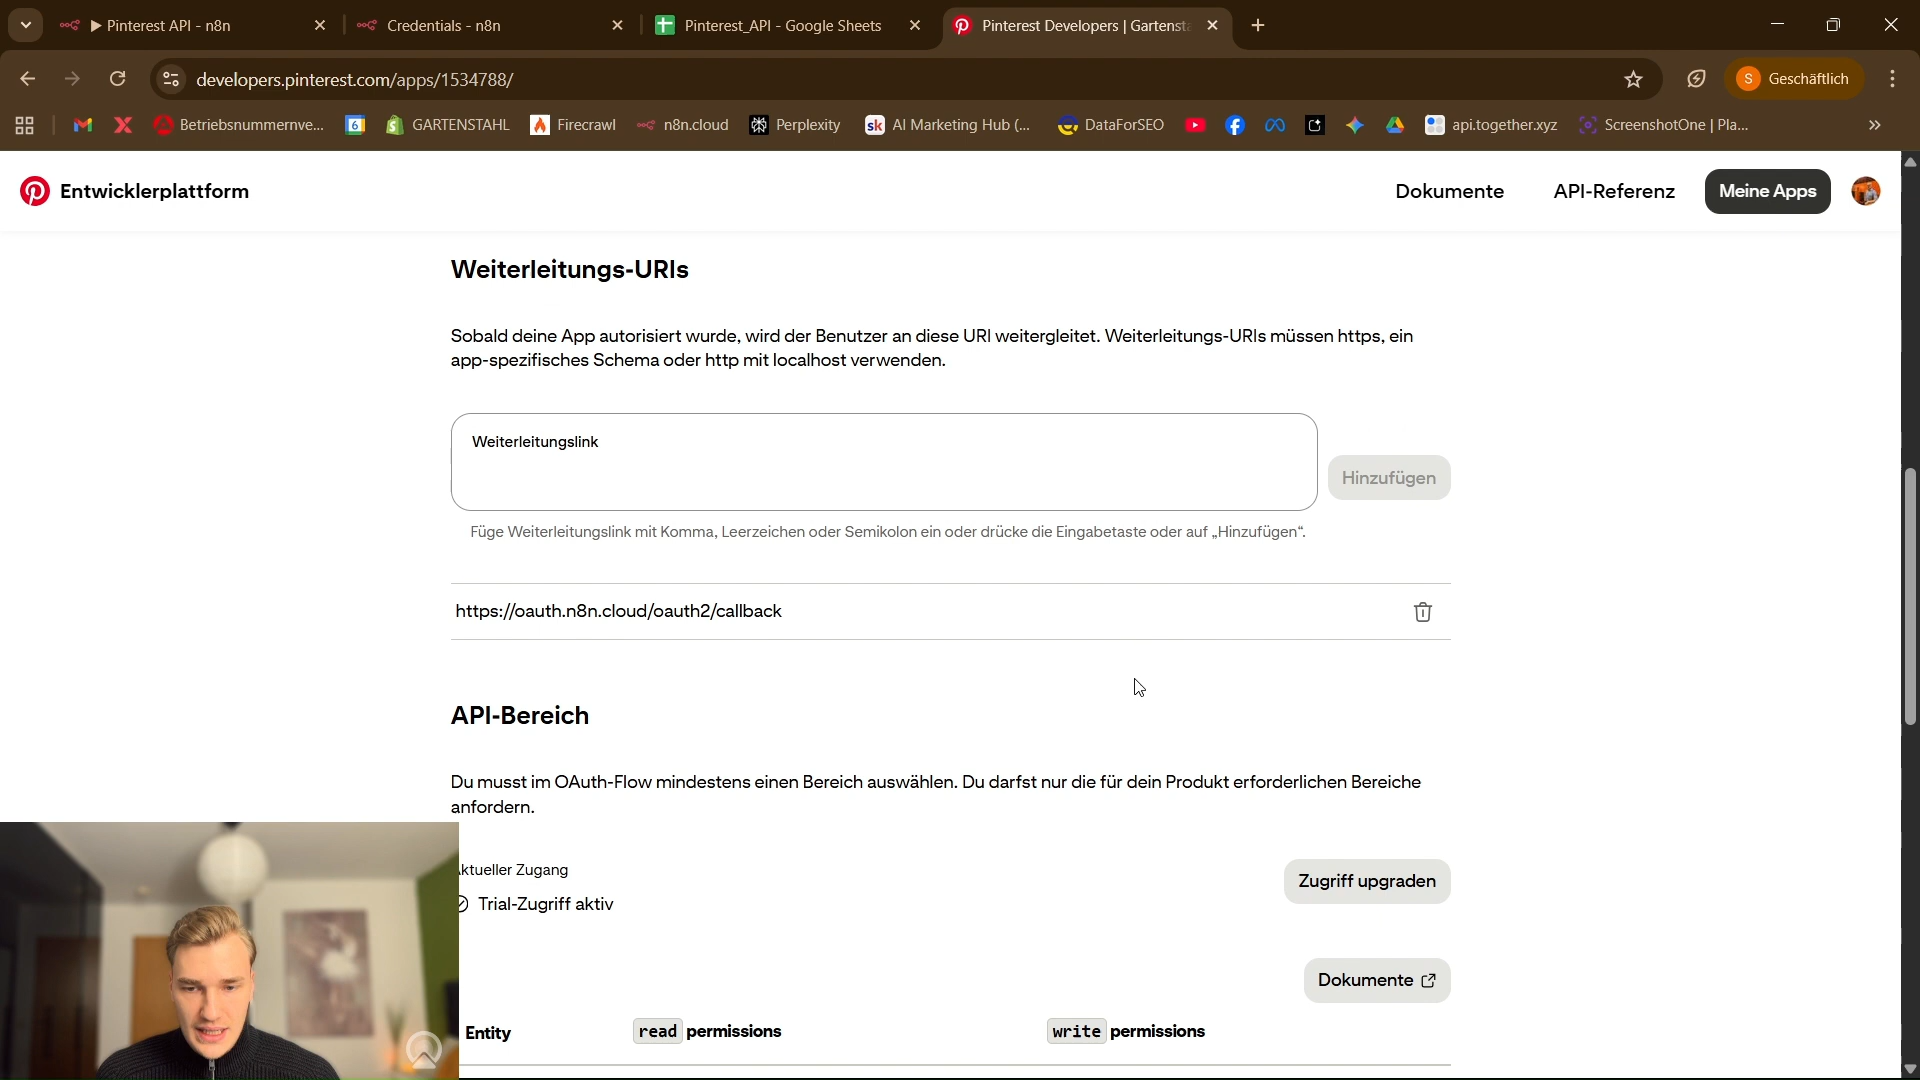 ▶ Pinterest API - n8n
Credentials - n8n
Pinterest_API - Google Sheets
Pinterest Developers | Gartenst
developers.pinterest.com/apps/1534788/
S Geschäftlich
Betriebsnummernve...
6
GARTENSTAHL
Firecrawl
n8n.cloud
Perplexity
sk AI Marketing Hub (...
DataForSEO
api.together.xyz
ScreenshotOne | Pla...
Entwicklerplattform
Dokumente
API-Referenz
Meine Apps
Weiterleitungs-URIs
Sobald deine App autorisiert wurde, wird der Benutzer an diese URI weitergleitet. Weiterleitungs-URIs müssen https, ein
app-spezifisches Schema oder http mit localhost verwenden.
Weiterleitungslink
Hinzufügen
Füge Weiterleitungslink mit Komma, Leerzeichen oder Semikolon ein oder drücke die Eingabetaste oder auf „Hinzufügen“.
https://oauth.n8n.cloud/oauth2/callback
API-Bereich
Du musst im OAuth-Flow mindestens einen Bereich auswählen. Du darfst nur die für dein Produkt erforderlichen Bereiche
anfordern.
ktueller Zugang
Zugriff upgraden
Trial-Zugriff aktiv
Dokumente
Entity
read permissions
write permissions